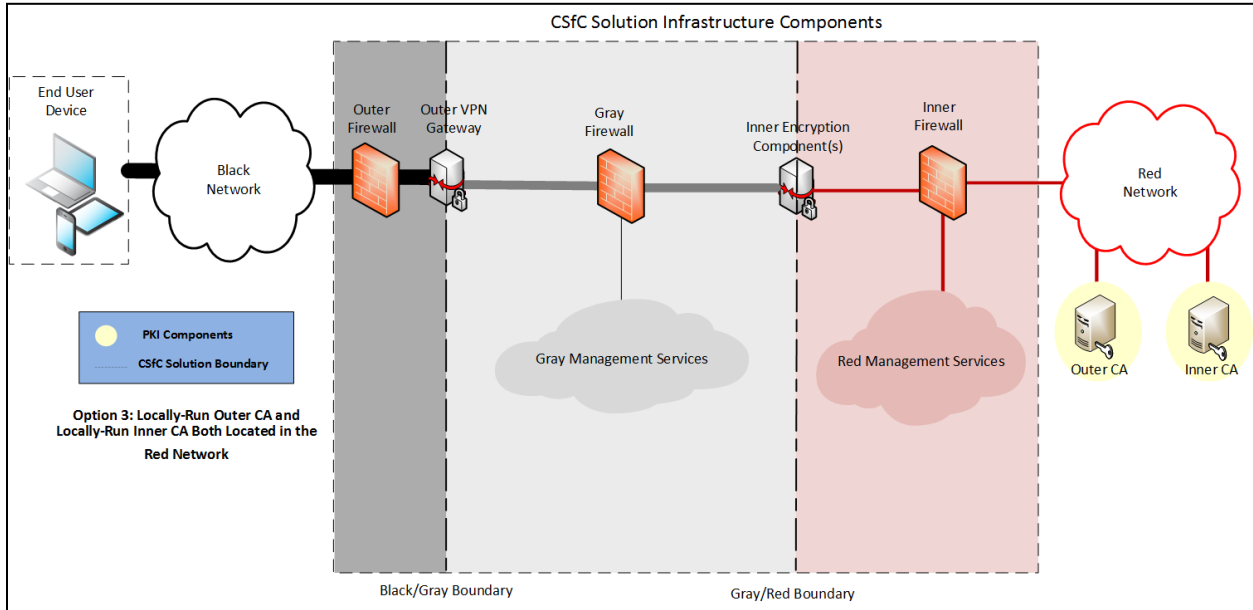 CSfC Solution Infrastructure Components
End User
Device
Black
Network
Outer
Firewall
Outer VPN
Gateway
Gray
Firewall
Inner Encryption
Component(s)
Inner
Firewall
Red
Network
Gray Management Services
Red Management Services
Outer CA
Inner CA
PKI Components
CSfC Solution Boundary
Option 3: Locally-Run Outer CA and
Locally-Run Inner CA Both Located in the
Red Network
Black/Gray Boundary
Gray/Red Boundary